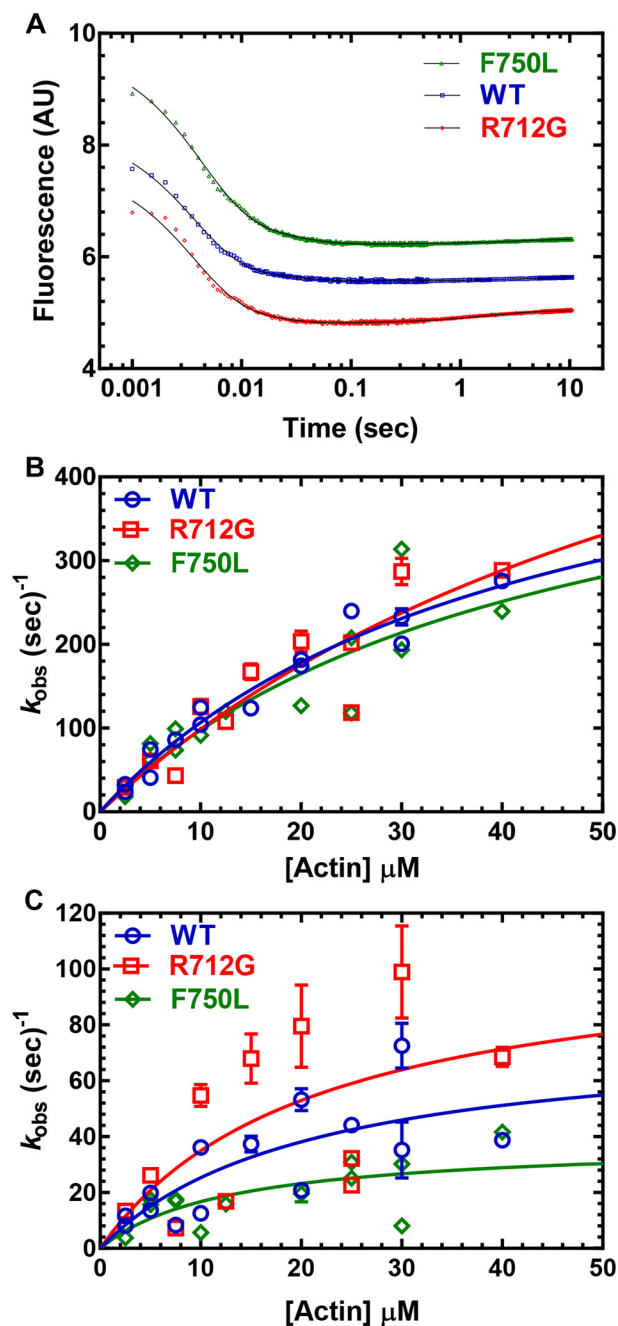 A
F750L
WT
R712G
Fluorescence (AU)
10
8
6
4
0.001 0.01 0.1 1 10
Time (sec)
B
WT
R712G
F750L
kobs (sec)-1
400
300
200
100
0
0 10 20 30 40 50
[Actin] μM
C
WT
R712G
F750L
kobs (sec)-1
120
100
80
60
40
20
0
0 10 20 30 40 50
[Actin] μM